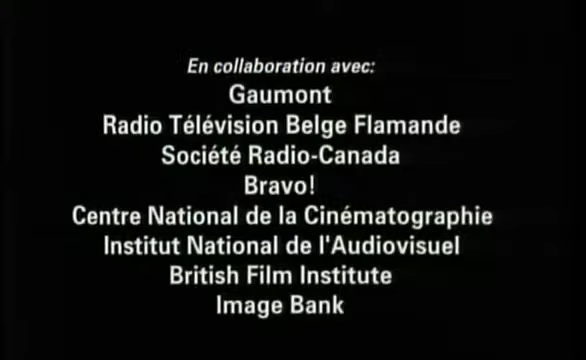 En collaboration avec:
Gaumont
Radio Télévision Belge Flamande
Société Radio-Canada
Bravo!
Centre National de la Cinématographie
Institut National de l'Audiovisuel
British Film Institute
Image Bank